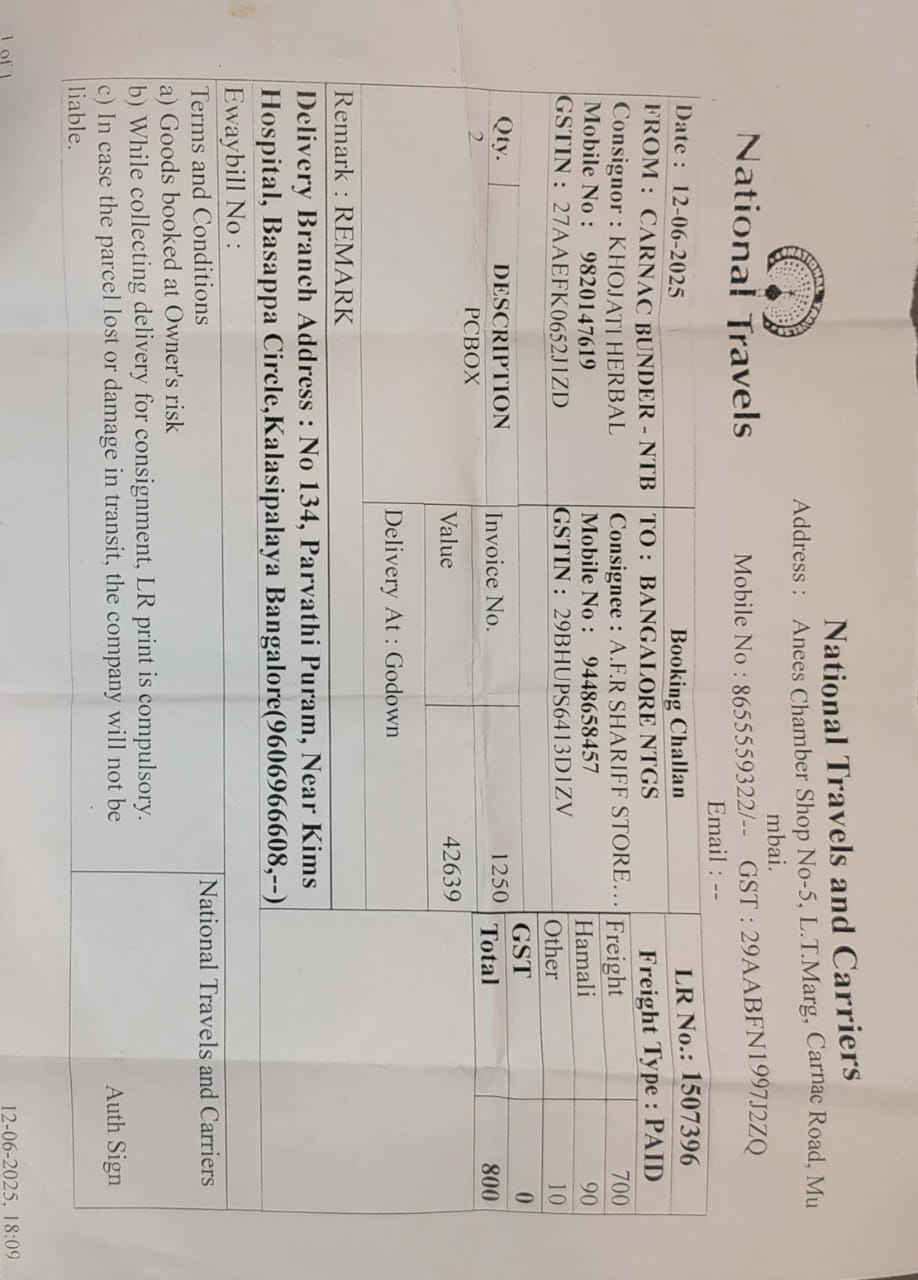 National Travels and Carriers
NATIONAL TRAVELS
National Travels
Address : Anees Chamber Shop No-5, L.T.Marg, Carnac Road, Mu
mbai.
Mobile No : 8655559322/-- GST : 29AABFN1997J2ZQ
Email : --
Date : 12-06-2025 Booking Challan LR No.: 1507396
FROM : CARNAC BUNDER - NTB TO : BANGALORE NTGS Freight Type : PAID
Consignor : KHOJATI HERBAL Consignee : A.F.R SHARIFF STORE... Freight 700
Mobile No : 9820147619 Mobile No : 9448658457 Hamali 90
GSTIN : 27AAEFK0652J1ZD GSTIN : 29BHUPS6413D1ZV Other 10
GST 0
Qty. DESCRIPTION Invoice No. 1250 Total 800
2 PCBOX
Value 42639
Delivery At : Godown
Remark : REMARK
Delivery Branch Address : No 134, Parvathi Puram, Near Kims
Hospital, Basappa Circle,Kalasipalaya Bangalore(9606966608,--)
Ewaybill No :
Terms and Conditions National Travels and Carriers
a) Goods booked at Owner's risk
b) While collecting delivery for consignment, LR print is compulsory.
c) In case the parcel lost or damage in transit, the company will not be
liable.
Auth Sign
1 of 1 12-06-2025, 18:09